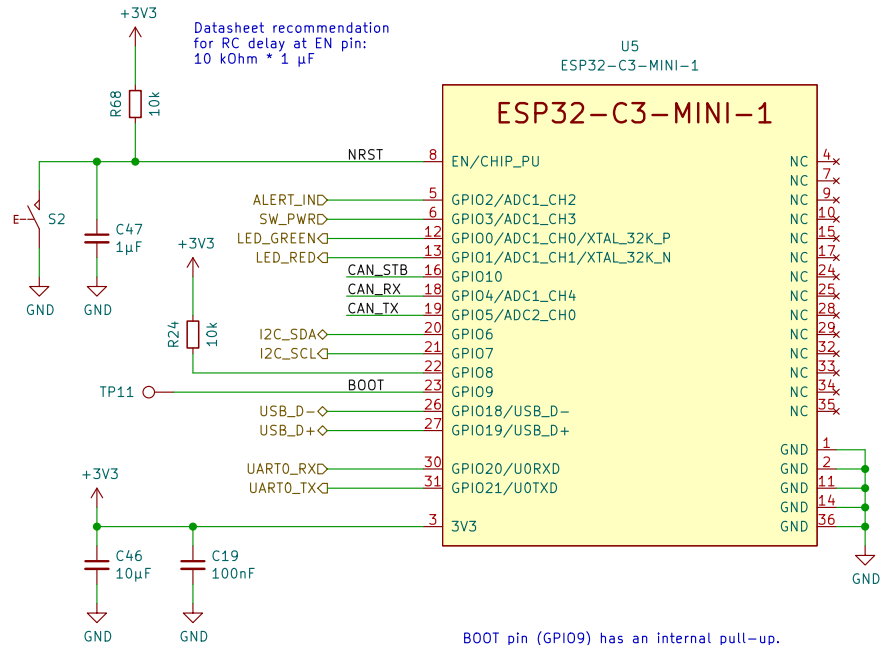 +3V3
Datasheet recommendation
for RC delay at EN pin:
10 kOhm * 1 µF
U5
ESP32-C3-MINI-1
R68
10k
ESP32-C3-MINI-1
NRST
8
EN/CHIP_PU
NC
4
NC
7
ALERT_IN
5
GPIO2/ADC1_CH2
NC
9
E
S2
SW_PWR
6
GPIO3/ADC1_CH3
NC
10
C47
1µF
+3V3
LED_GREEN
12
GPIO0/ADC1_CH0/XTAL_32K_P
NC
15
LED_RED
13
GPIO1/ADC1_CH1/XTAL_32K_N
NC
17
CAN_STB
16
GPIO10
NC
24
CAN_RX
18
GPIO4/ADC1_CH4
NC
25
GND
GND
CAN_TX
19
GPIO5/ADC2_CH0
NC
28
R24
10k
I2C_SDA
20
GPIO6
NC
29
I2C_SCL
21
GPIO7
NC
32
22
GPIO8
NC
33
TP11
BOOT
23
GPIO9
NC
34
USB_D-
26
GPIO18/USB_D-
NC
35
USB_D+
27
GPIO19/USB_D+
GND
1
UART0_RX
30
GPIO20/U0RXD
GND
2
+3V3
UART0_TX
31
GPIO21/U0TXD
GND
11
GND
14
3
3V3
GND
36
C46
10µF
C19
100nF
GND
GND
GND
BOOT pin (GPIO9) has an internal pull-up.